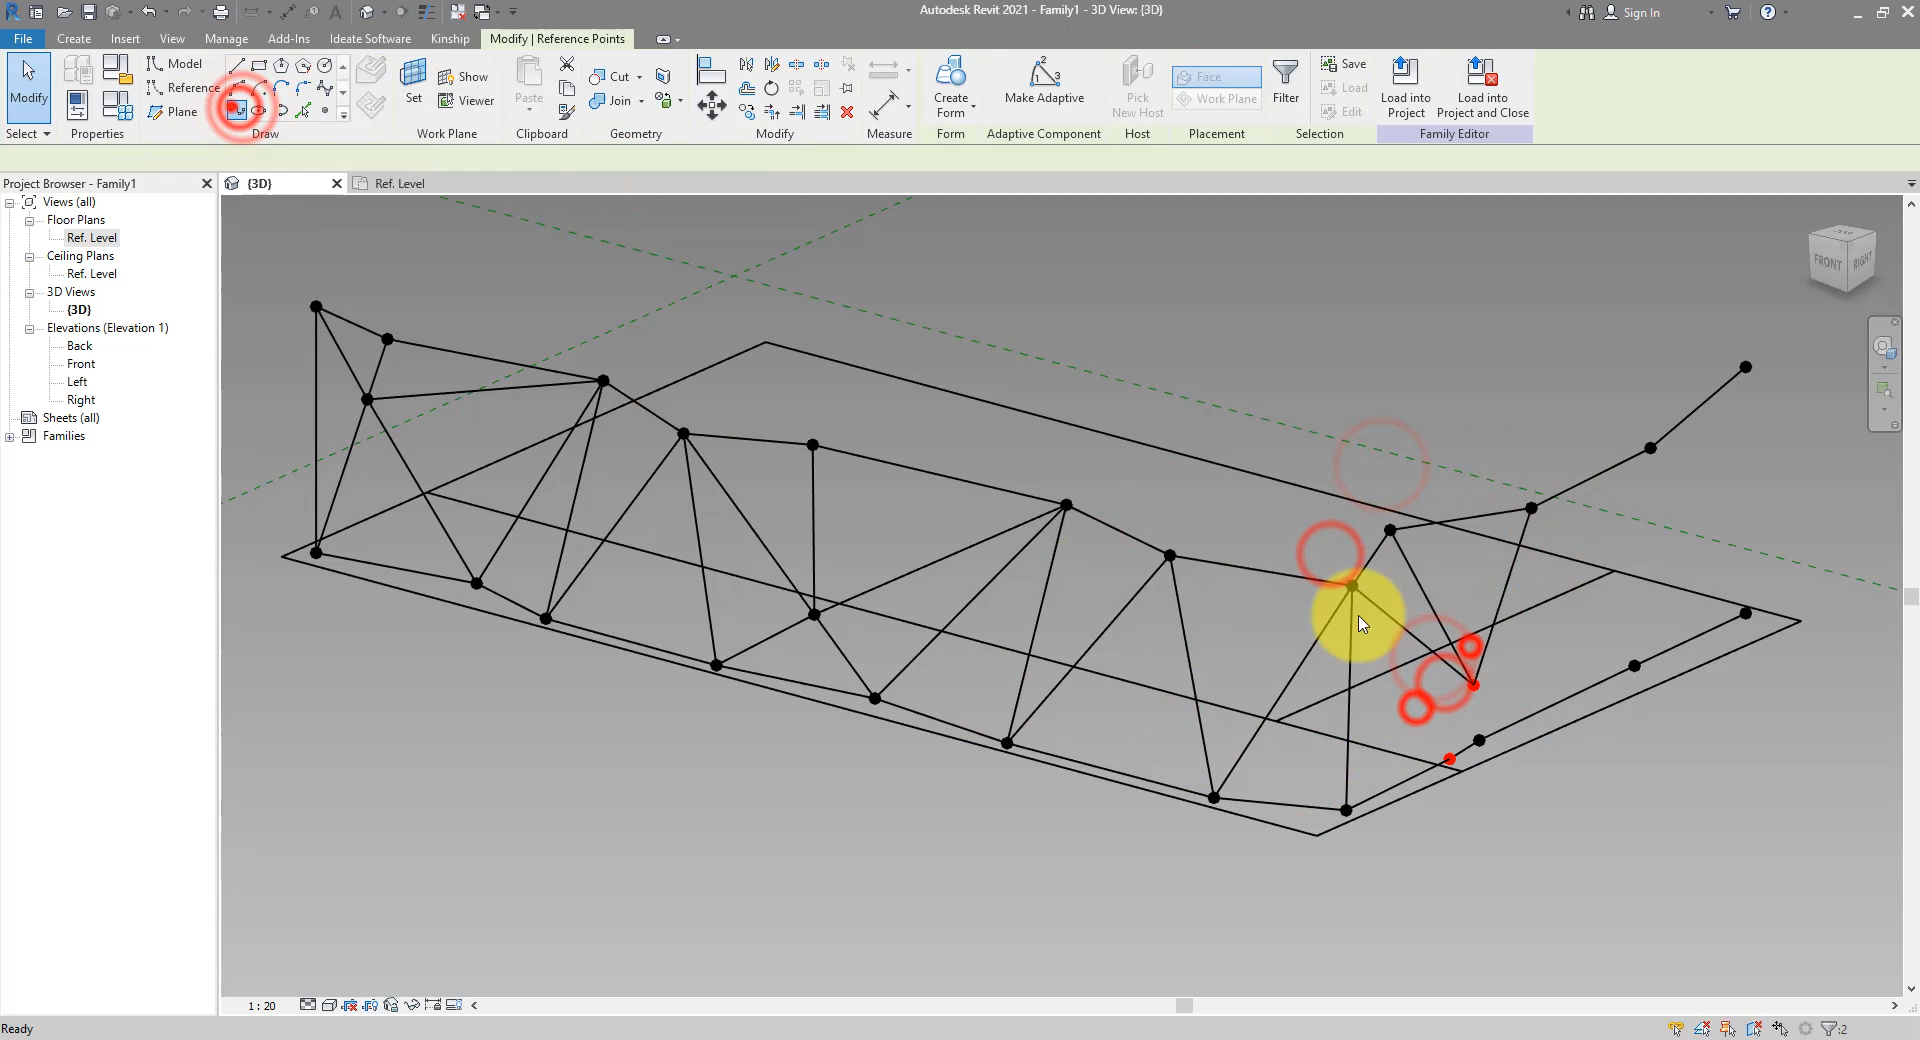 Autodesk Revit 2021 - Family1 - 3D View: {3D}
Sign In
File
Create
Insert
View
Manage
Add-Ins
Ideate Software
Kinship
Modify | Reference Points
Modify
Select
Properties
Model
Reference
Plane
Draw
Set
Show
Viewer
Work Plane
Paste
Clipboard
Cut
Join
Geometry
Modify
Measure
Create
Form
Form
Make Adaptive
Adaptive Component
Pick
New Host
Host
Face
Work Plane
Placement
Filter
Save
Load
Edit
Selection
Load into
Project
Load into
Project and Close
Family Editor
Project Browser - Family1
{3D}
Ref. Level
Views (all)
Floor Plans
Ref. Level
Ceiling Plans
Ref. Level
3D Views
{3D}
Elevations (Elevation 1)
Back
Front
Left
Right
Sheets (all)
Families
FRONT
RIGHT
1 : 20
Ready
:2